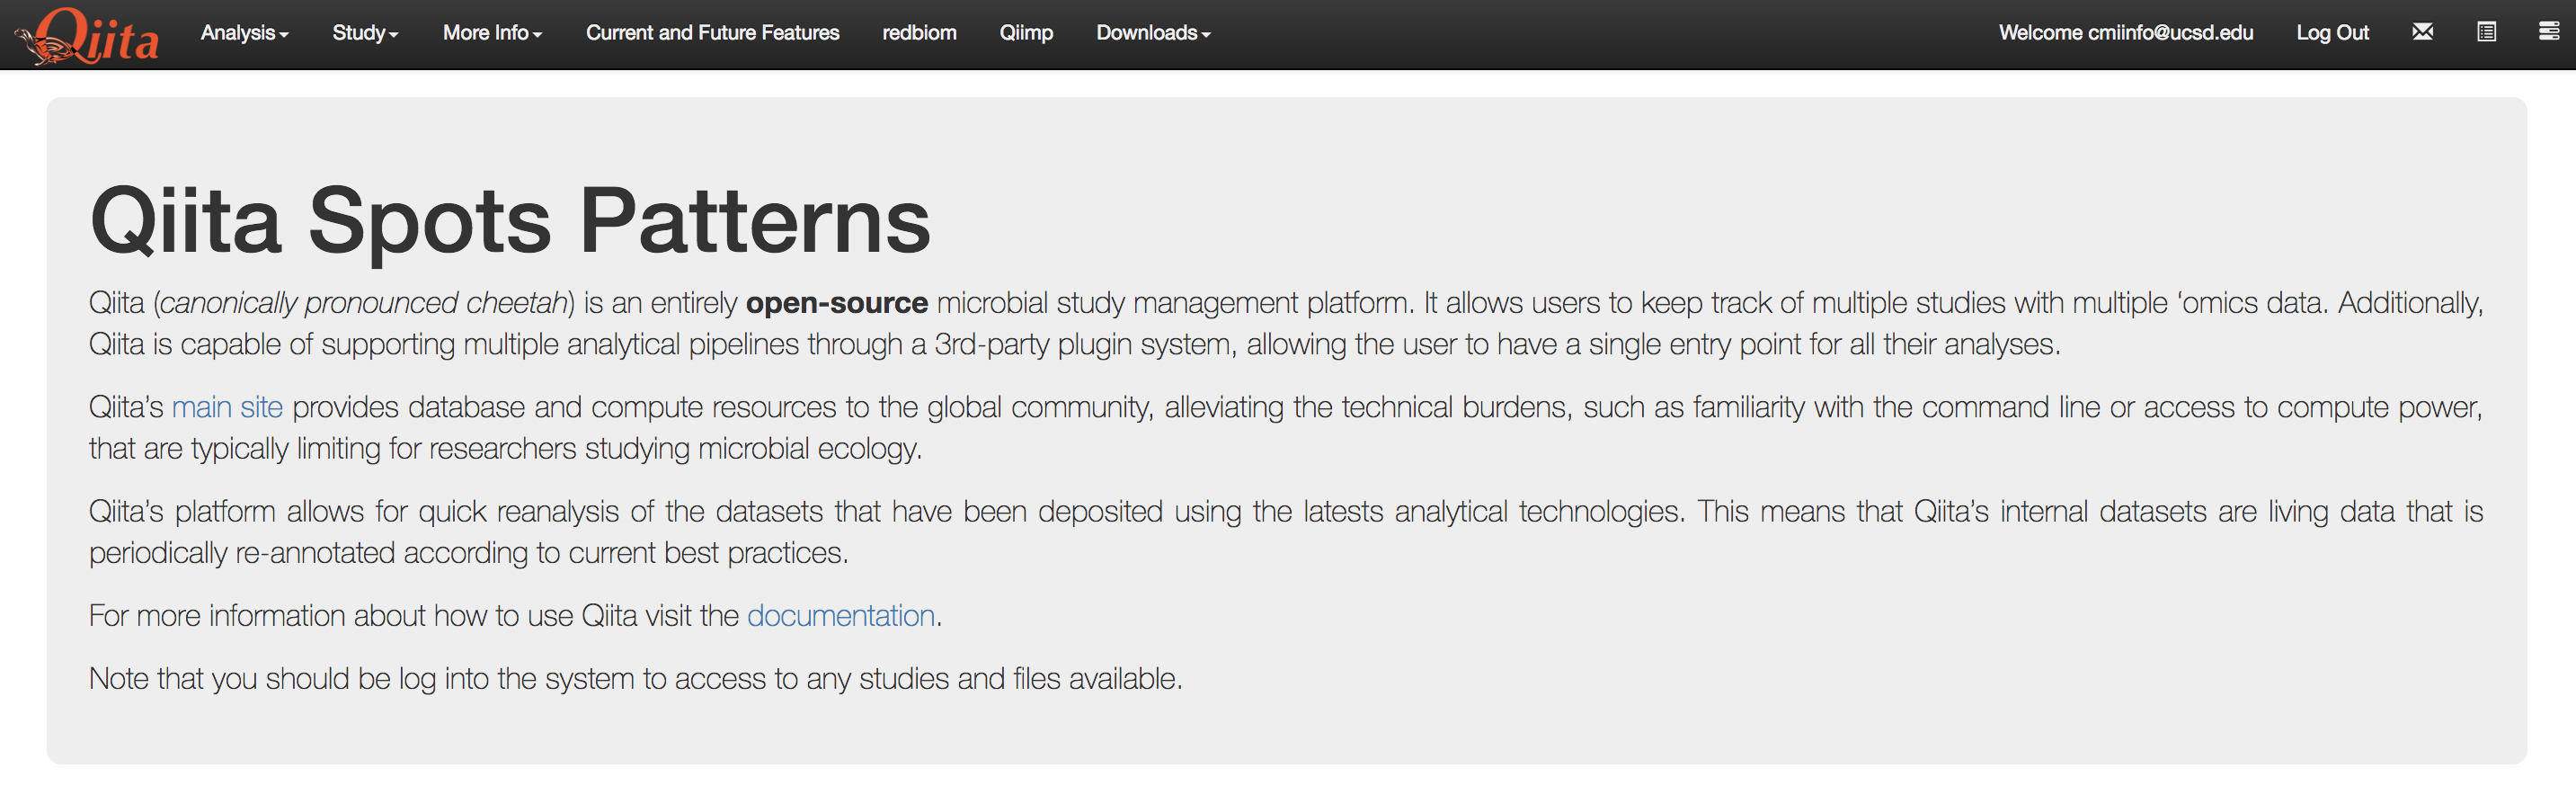 Qiita Analysis Study More Info Current and Future Features redbiom Qiimp Downloads Welcome cmiinfo@ucsd.edu Log Out
Qiita Spots Patterns
Qiita (canonically pronounced cheetah) is an entirely open-source microbial study management platform. It allows users to keep track of multiple studies with multiple ‘omics data. Additionally,
Qiita is capable of supporting multiple analytical pipelines through a 3rd-party plugin system, allowing the user to have a single entry point for all their analyses.
Qiita’s main site provides database and compute resources to the global community, alleviating the technical burdens, such as familiarity with the command line or access to compute power,
that are typically limiting for researchers studying microbial ecology.
Qiita’s platform allows for quick reanalysis of the datasets that have been deposited using the latests analytical technologies. This means that Qiita’s internal datasets are living data that is
periodically re-annotated according to current best practices.
For more information about how to use Qiita visit the documentation.
Note that you should be log into the system to access to any studies and files available.